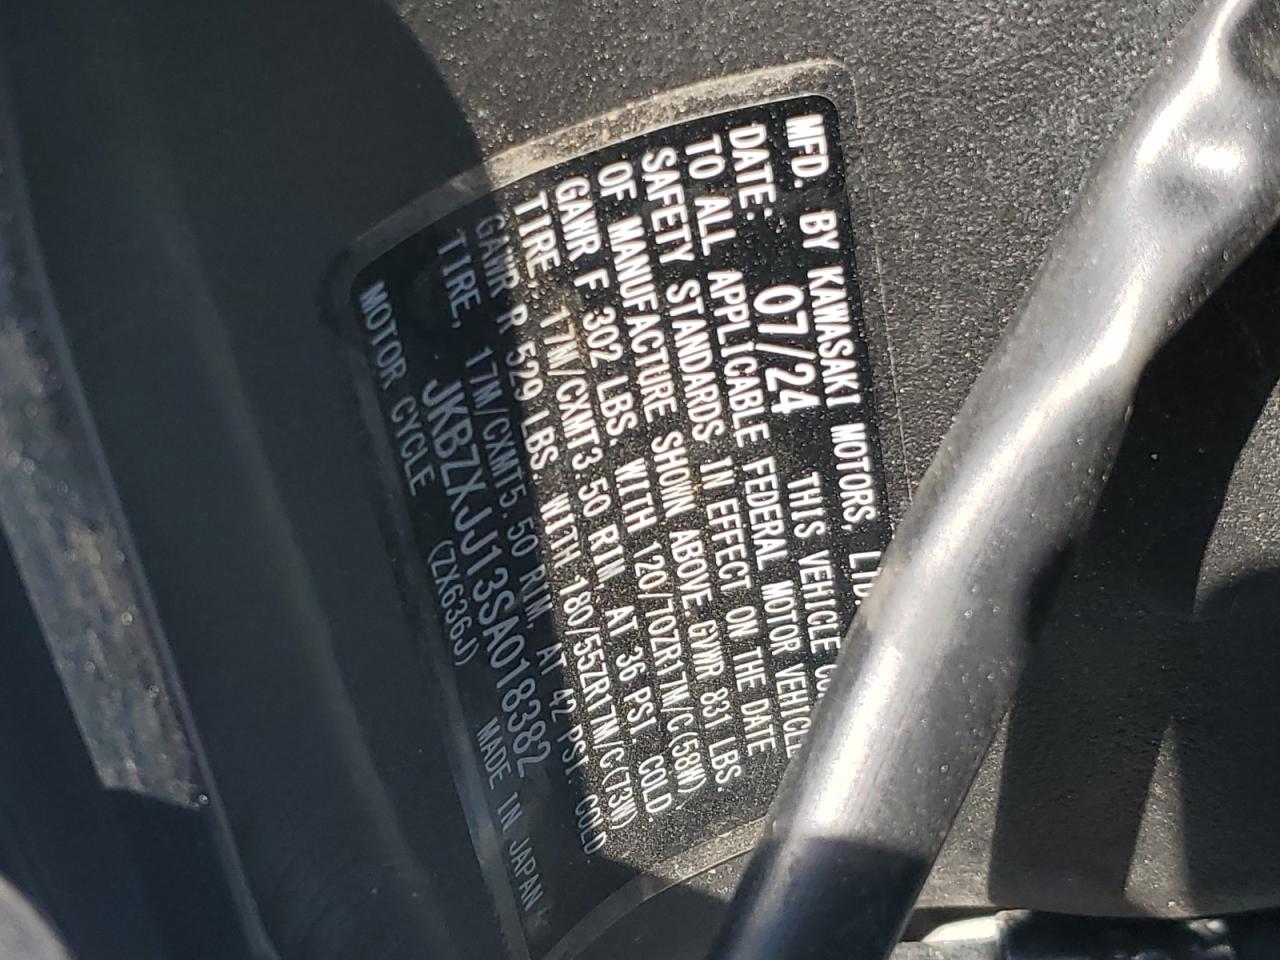 MFD. BY KAWASAKI MOTORS, LTD.
DATE: 07/24 THIS VEHICLE
TO ALL APPLICABLE FEDERAL MOTOR VEHICLE
SAFETY STANDARDS IN EFFECT ON THE DATE
OF MANUFACTURE SHOWN ABOVE. GVWR 831 LBS.
GAWR F 302 LBS. WITH 120/70ZR17M/C(58W)
TIRE, 17M/CXMT3.50 RIM, AT 36 PSI COLD
GAWR R 529 LBS. WITH 180/55ZR17M/C(73W)
TIRE, 17M/CXMT5.50 RIM, AT 42 PSI. COLD.
JKBZXJJ13SA018382
MOTOR CYCLE (ZX636J) MADE IN JAPAN